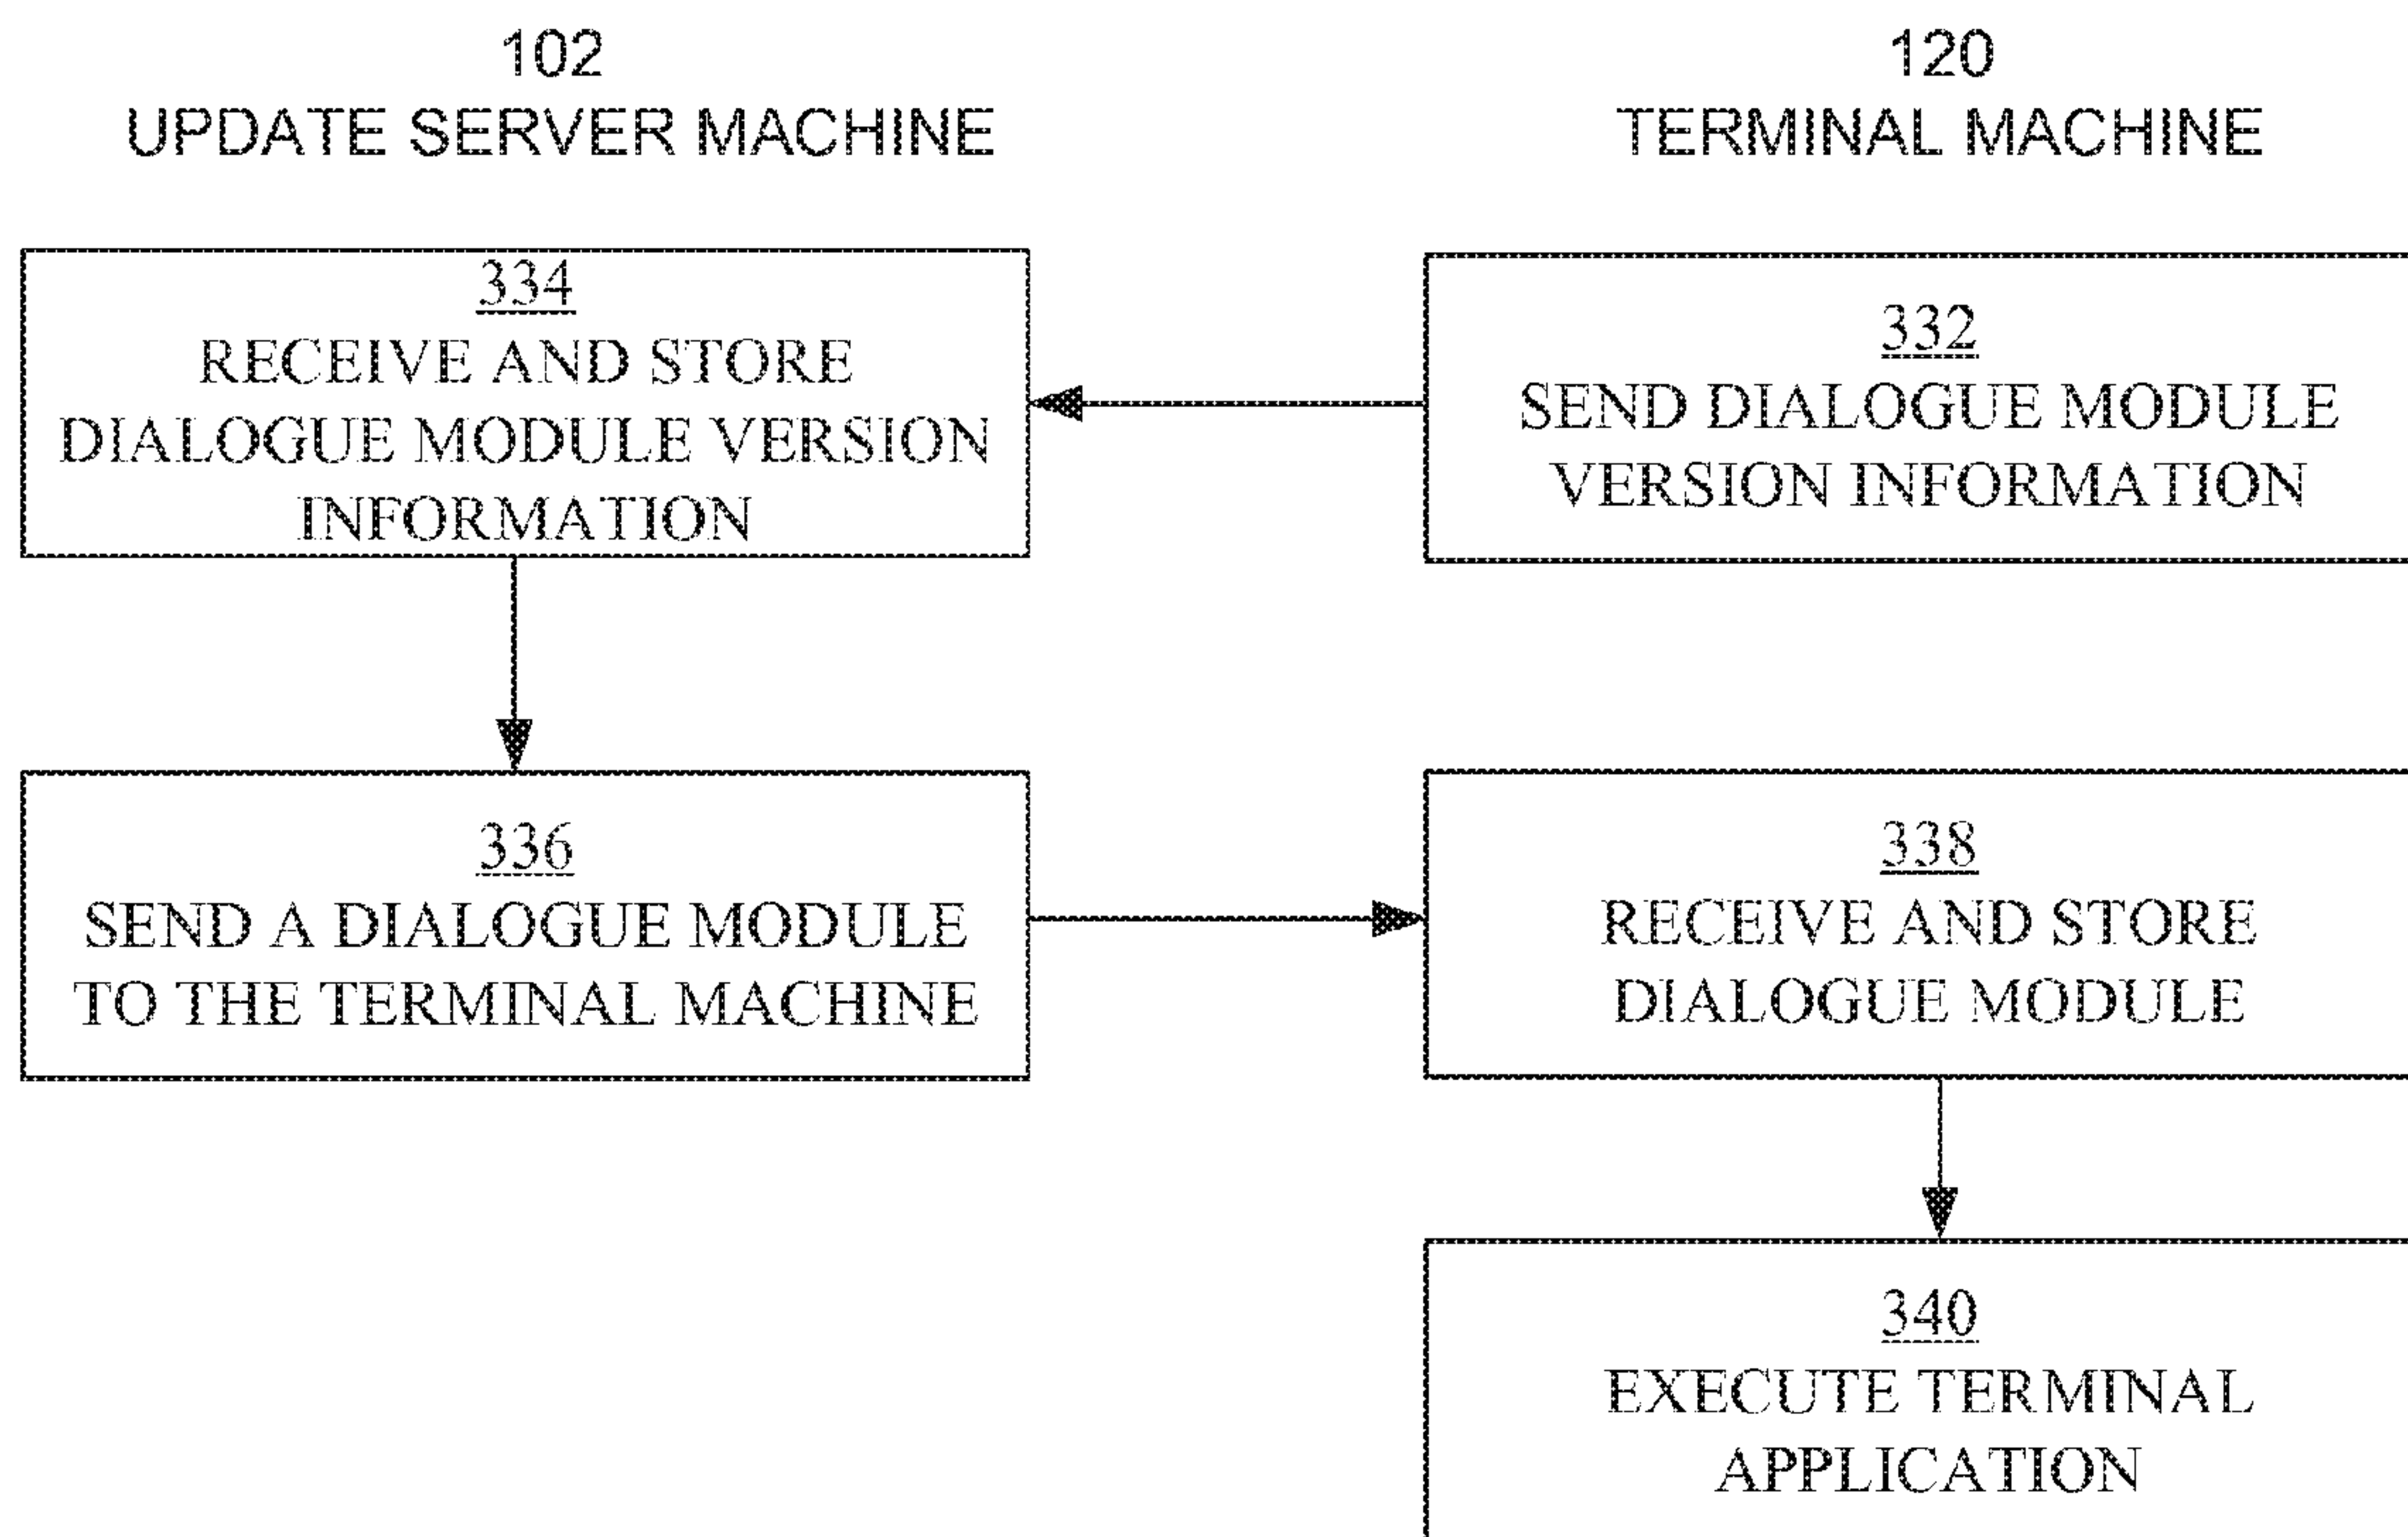 102
UPDATE SERVER MACHINE
120
TERMINAL MACHINE
334
RECEIVE AND STORE
DIALOGUE MODULE VERSION
INFORMATION
332
SEND DIALOGUE MODULE
VERSION INFORMATION
336
SEND A DIALOGUE MODULE
TO THE TERMINAL MACHINE
338
RECEIVE AND STORE
DIALOGUE MODULE
340
EXECUTE TERMINAL
APPLICATION